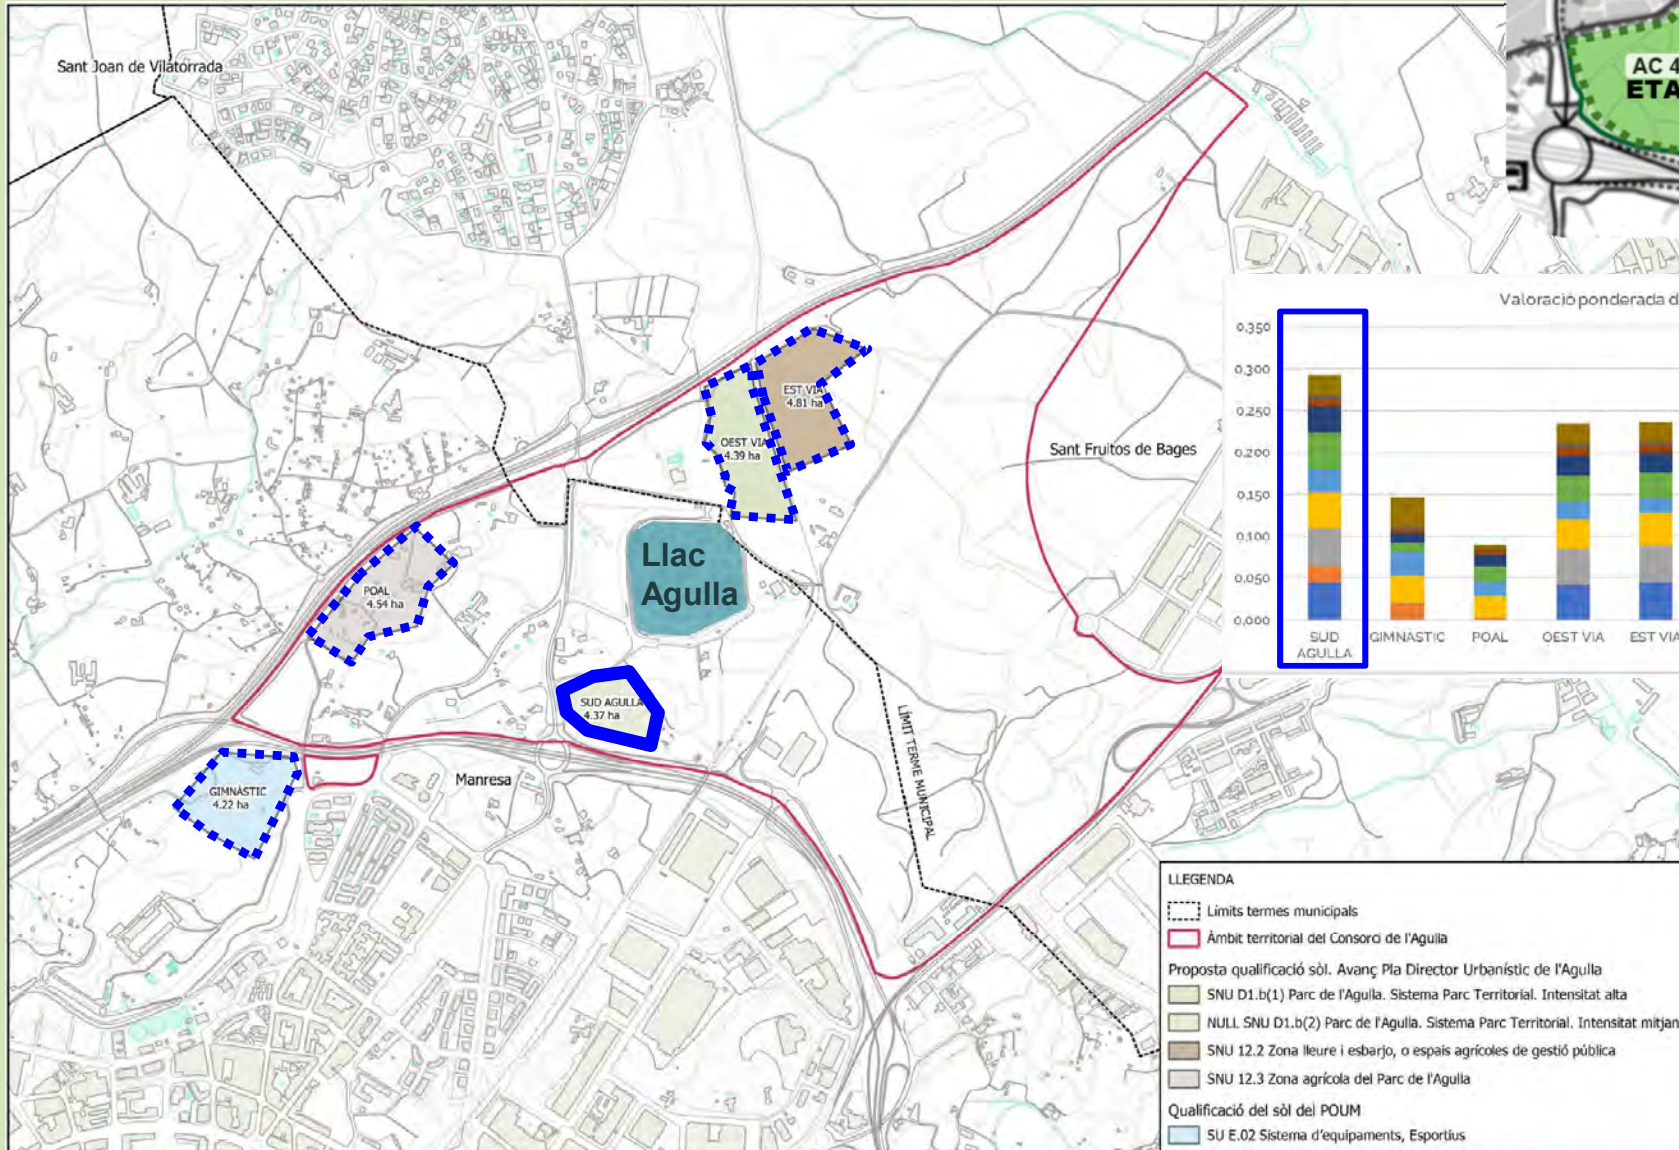 Sant Joan de Vilatorrada
AC 4
ETA
EST VIA
4.81 ha
OEST VIA
4.39 ha
Sant Fruitos de Bages
Llac
Agulla
POAL
4.54 ha
SUD AGULLA
4.37 ha
LÍMIT TERME MUNICIPAL
Manresa
GIMNÀSTIC
4.22 ha
Valoració ponderada d
0.350
0.300
0.250
0.200
0.150
0.100
0.050
0.000
SUD
AGULLA
GIMNASTIC
POAL
OEST VIA
EST VIA
LLEGENDA
Límits termes municipals
Àmbit territorial del Consorci de l'Agulla
Proposta qualificació sòl. Avanç Pla Director Urbanístic de l'Agulla
SNU D1.b(1) Parc de l'Agulla. Sistema Parc Territorial. Intensitat alta
NULL SNU D1.b(2) Parc de l'Agulla. Sistema Parc Territorial. Intensitat mitjan
SNU 12.2 Zona lleure i esbarjo, o espais agrícoles de gestió pública
SNU 12.3 Zona agrícola del Parc de l'Agulla
Qualificació del sòl del POUM
SU E.02 Sistema d'equipaments, Esportius